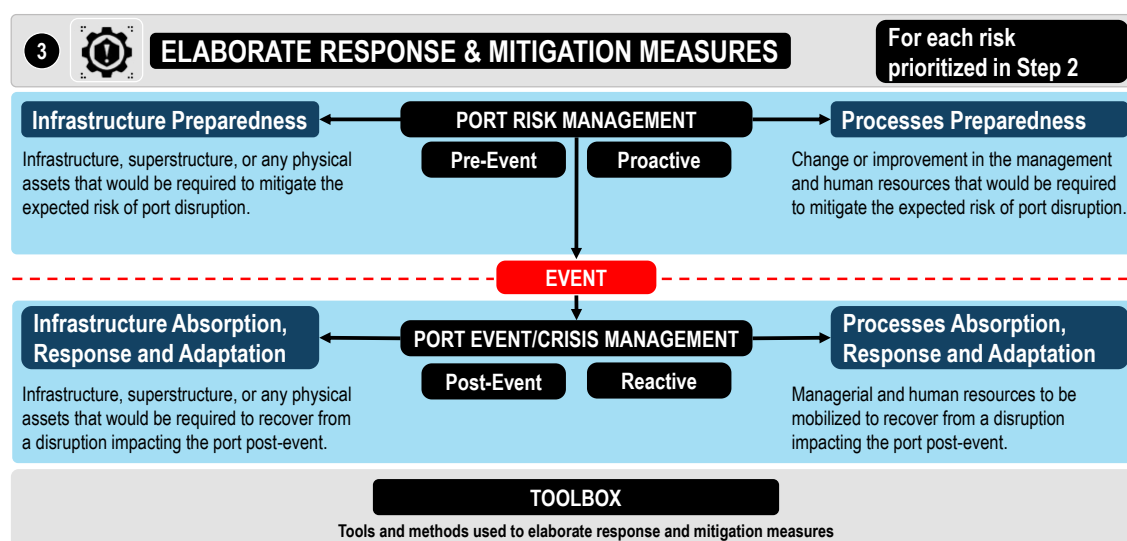 3
ELABORATE RESPONSE & MITIGATION MEASURES
For each risk
prioritized in Step 2
Infrastructure Preparedness
PORT RISK MANAGEMENT
Processes Preparedness
Pre-Event
Proactive
Infrastructure, superstructure, or any physical
assets that would be required to mitigate the
expected risk of port disruption.
Change or improvement in the management
and human resources that would be required
to mitigate the expected risk of port disruption.
EVENT
Infrastructure Absorption,
Response and Adaptation
PORT EVENT/CRISIS MANAGEMENT
Processes Absorption,
Response and Adaptation
Post-Event
Reactive
Infrastructure, superstructure, or any physical
assets that would be required to recover from
a disruption impacting the port post-event.
Managerial and human resources to be
mobilized to recover from a disruption
impacting the port post-event.
TOOLBOX
Tools and methods used to elaborate response and mitigation measures